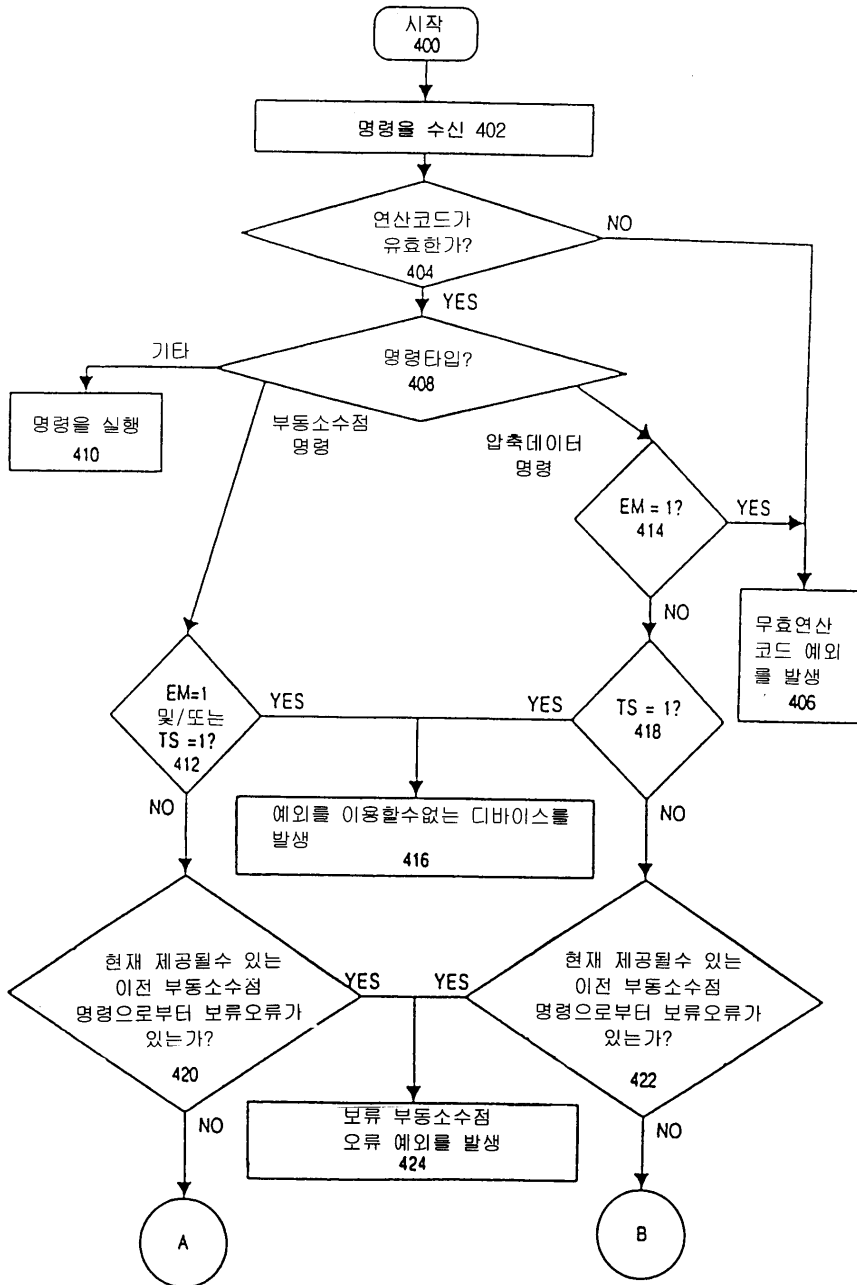 시작
400
명령을 수신 402
연산코드가
유효한가?
404
NO
YES
명령타입?
408
기타
명령을 실행
410
부동소수점
명령
압축데이터
명령
EM = 1?
414
YES
NO
무효연산
코드 예외
를 발생
406
EM=1
및/또는
TS =1?
412
YES
YES
TS = 1?
418
NO
예외를 이용할수없는 디바이스를
발생
416
NO
현재 제공될수 있는
이전 부동소수점
명령으로부터 보류오류가
있는가?
420
YES
YES
현재 제공될수 있는
이전 부동소수점
명령으로부터 보류오류가
있는가?
422
NO
보류 부동소수점
오류 예외를 발생
424
NO
A
B